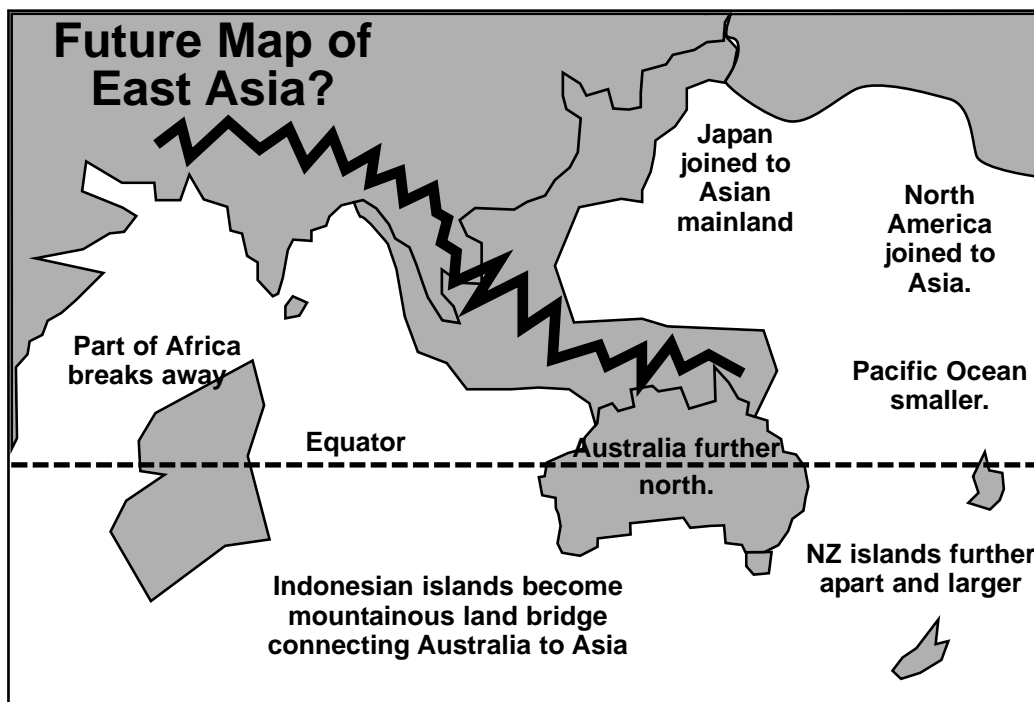 Future Map of
East Asia?
Japan
joined to
Asian
mainland
North
America
joined to
Asia.
Part of Africa
breaks away
Pacific Ocean
smaller.
Equator
Australia further
north.
NZ islands further
apart and larger
Indonesian islands become
mountainous land bridge
connecting Australia to Asia